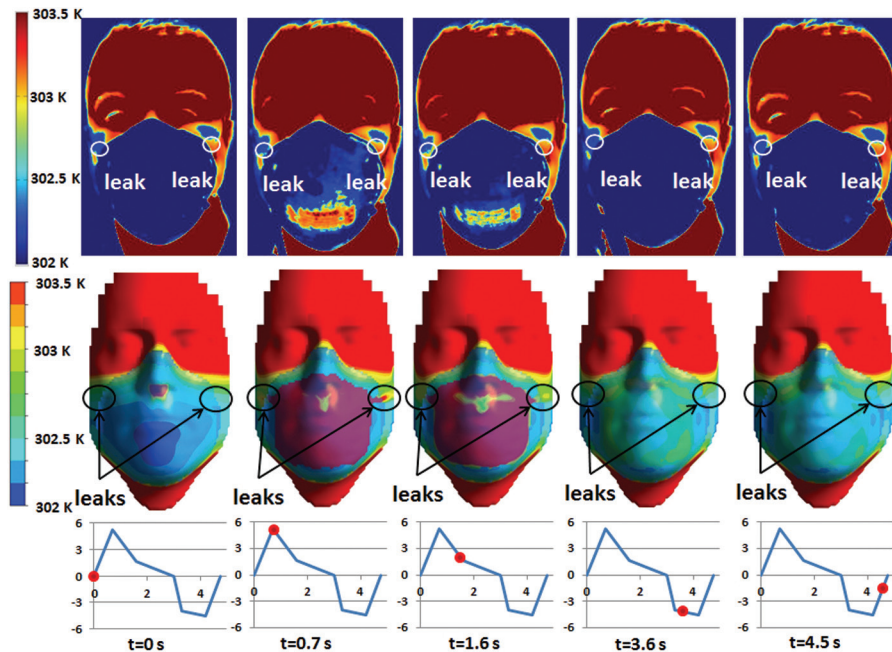 303.5 K
303 K
302.5 K
302 K
leak leak
leak leak
leak leak
leak leak
leak leak
303.5 K
303 K
302.5 K
302 K
leaks
leaks
leaks
leaks
leaks
6
3
0
-3
-6
2 4
t=0 s
6
3
0
-3
-6
0 2 4
t=0.7 s
6
3
0
-3
-6
0 2 4
t=1.6 s
6
3
0
-3
-6
0 2 4
t=3.6 s
6
3
0
-3
-6
0 2 4
t=4.5 s